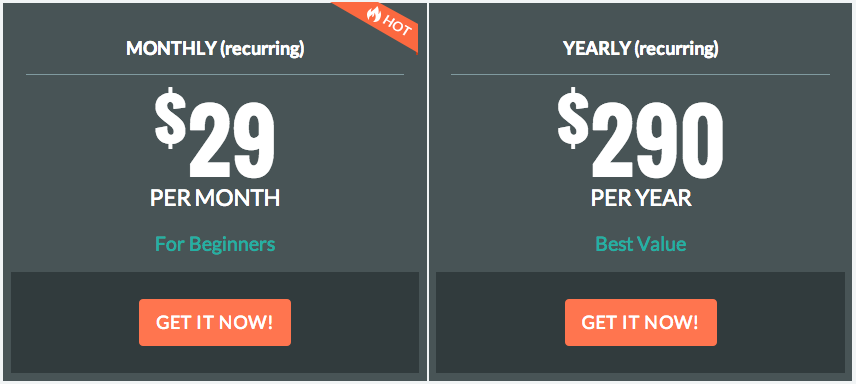 HOT
MONTHLY (recurring)
$29
PER MONTH
For Beginners
GET IT NOW!
YEARLY (recurring)
$290
PER YEAR
Best Value
GET IT NOW!